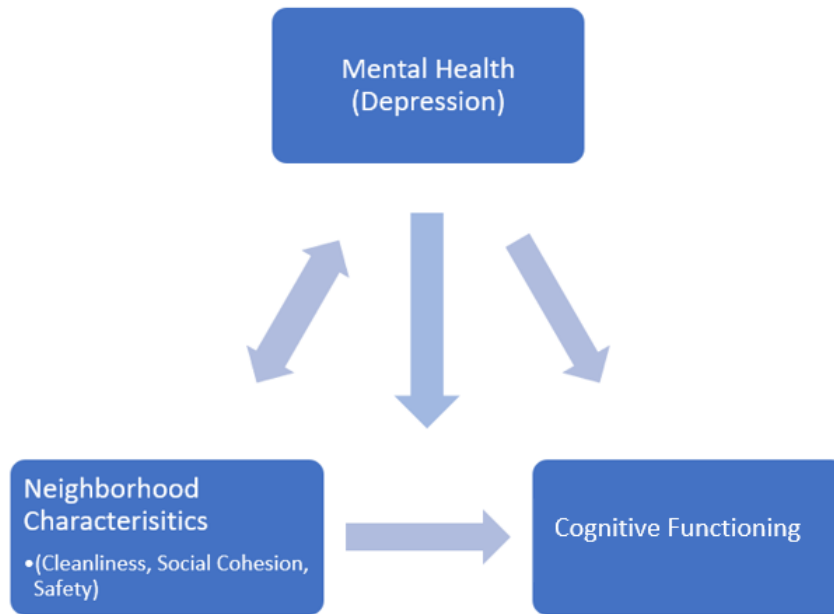 Mental Health
(Depression)
Neighborhood
Characterisitics
•(Cleanliness, Social Cohesion,
Safety)
Cognitive Functioning